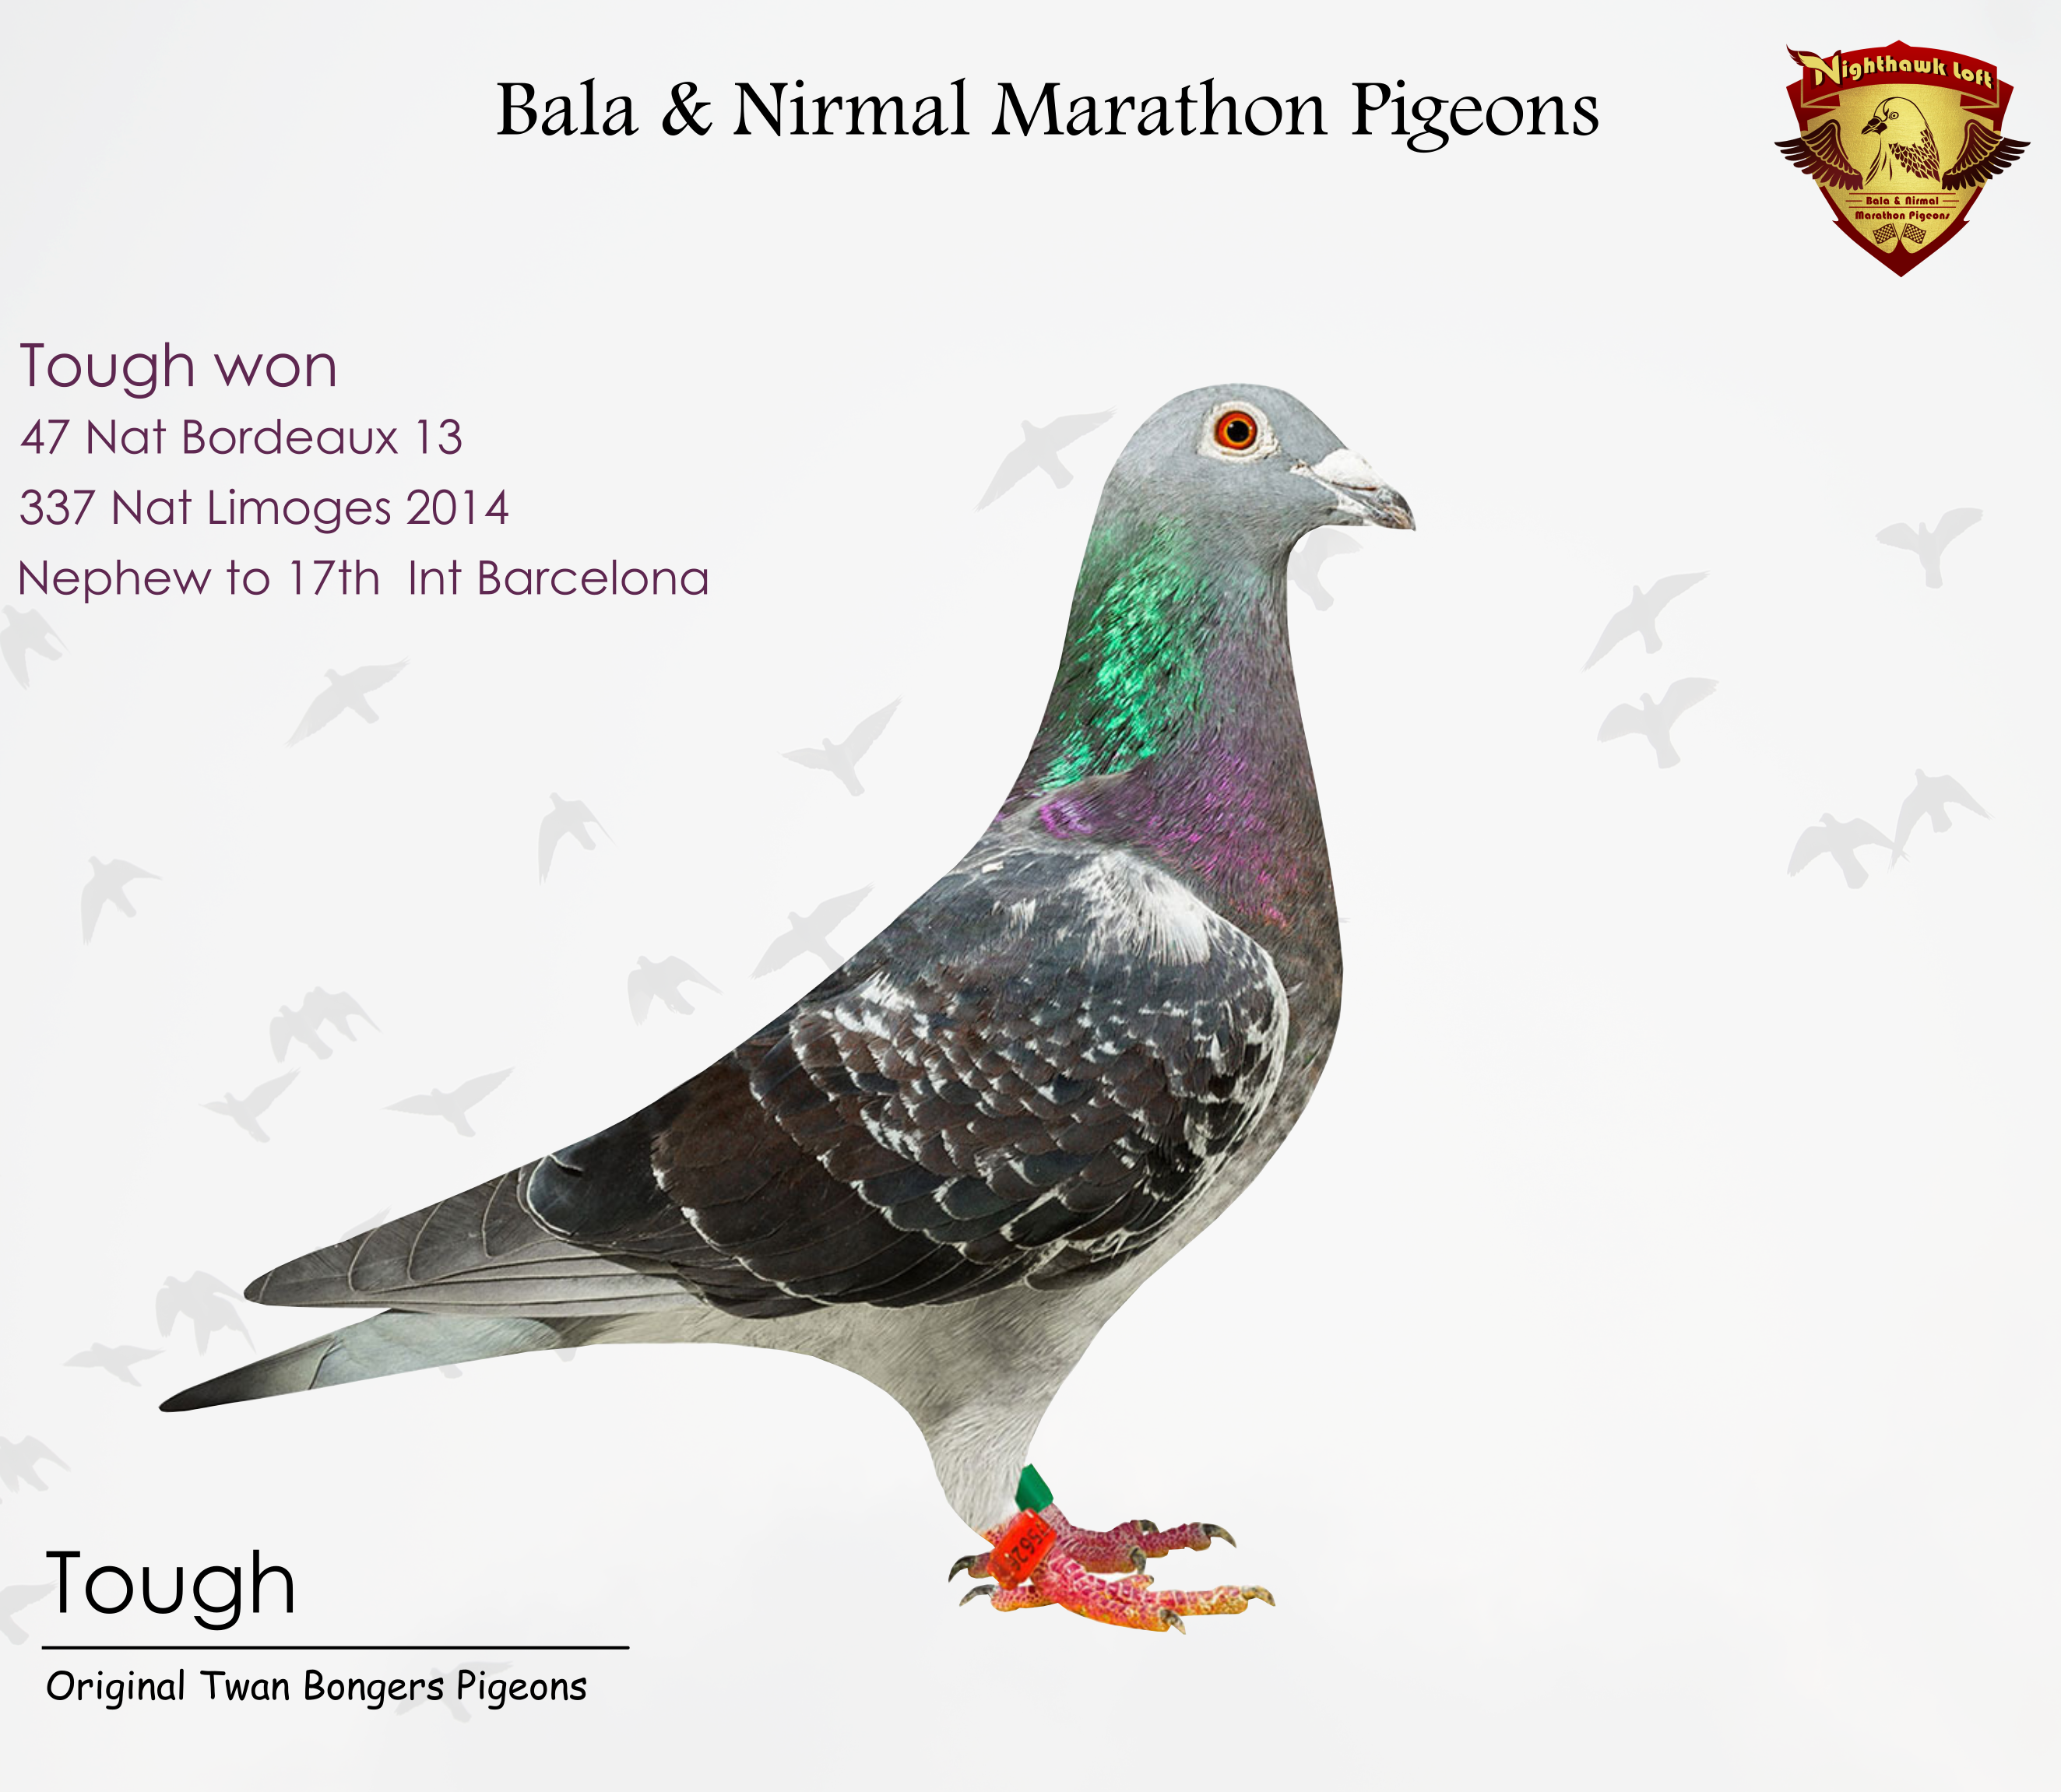 Bala & Nirmal Marathon Pigeons
Nighthawk Loft
Bala & Nirmal
Marathon Pigeons
Tough won
47 Nat Bordeaux 13
337 Nat Limoges 2014
Nephew to 17th Int Barcelona
Tough
Original Twan Bongers Pigeons